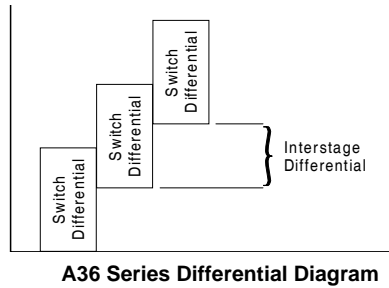 Switch
Differential
Switch
Differential
Switch
Differential
Interstage
Differential
A36 Series Differential Diagram